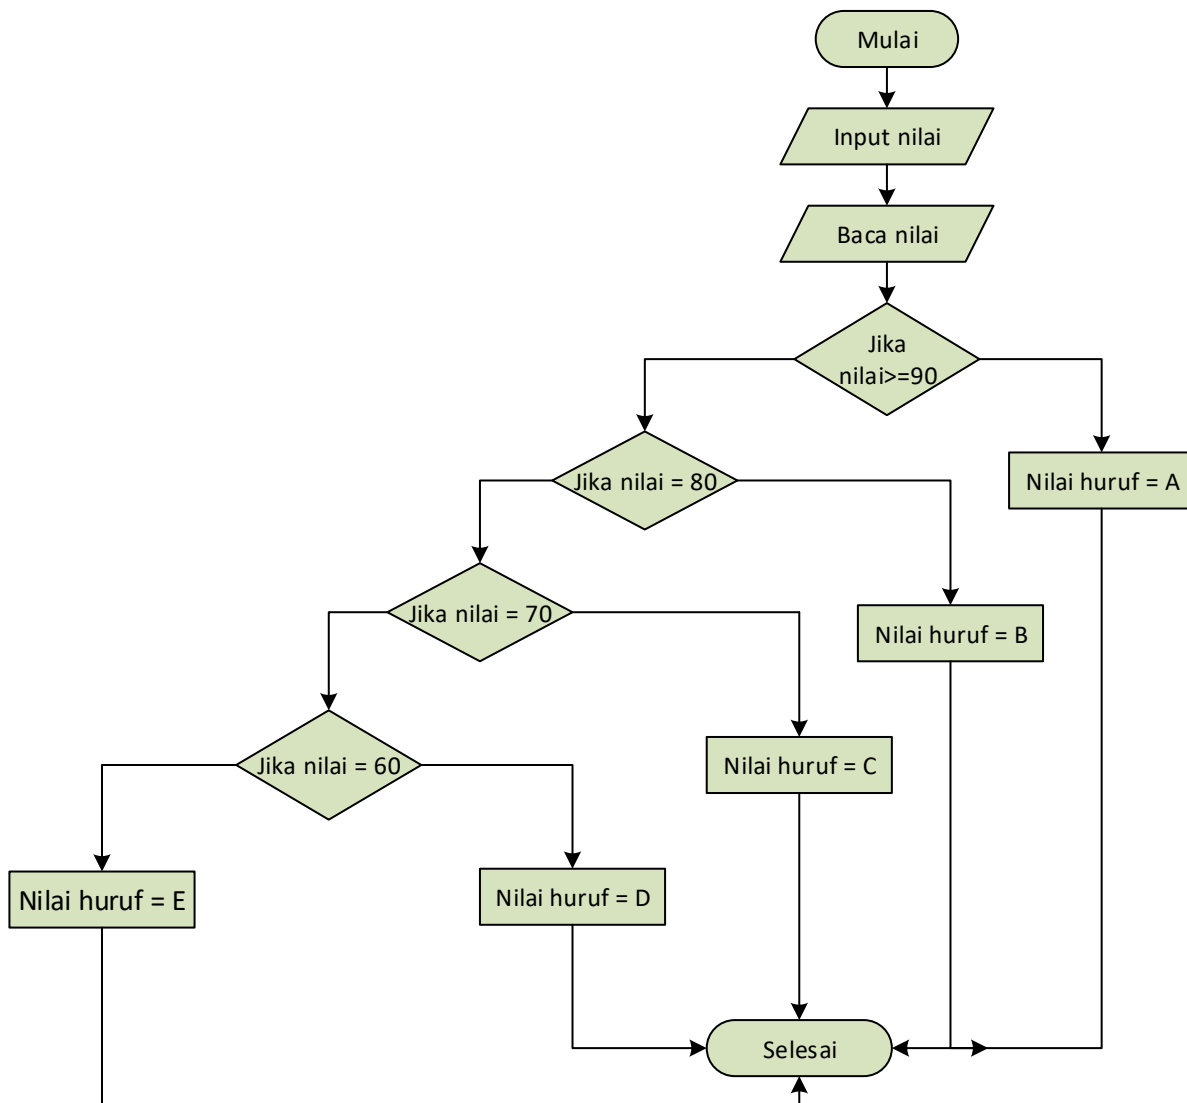 Mulai
Input nilai
Baca nilai
Jika
nilai>=90
Jika nilai = 80
Nilai huruf = A
Jika nilai = 70
Nilai huruf = B
Jika nilai = 60
Nilai huruf = C
Nilai huruf = E
Nilai huruf = D
Selesai